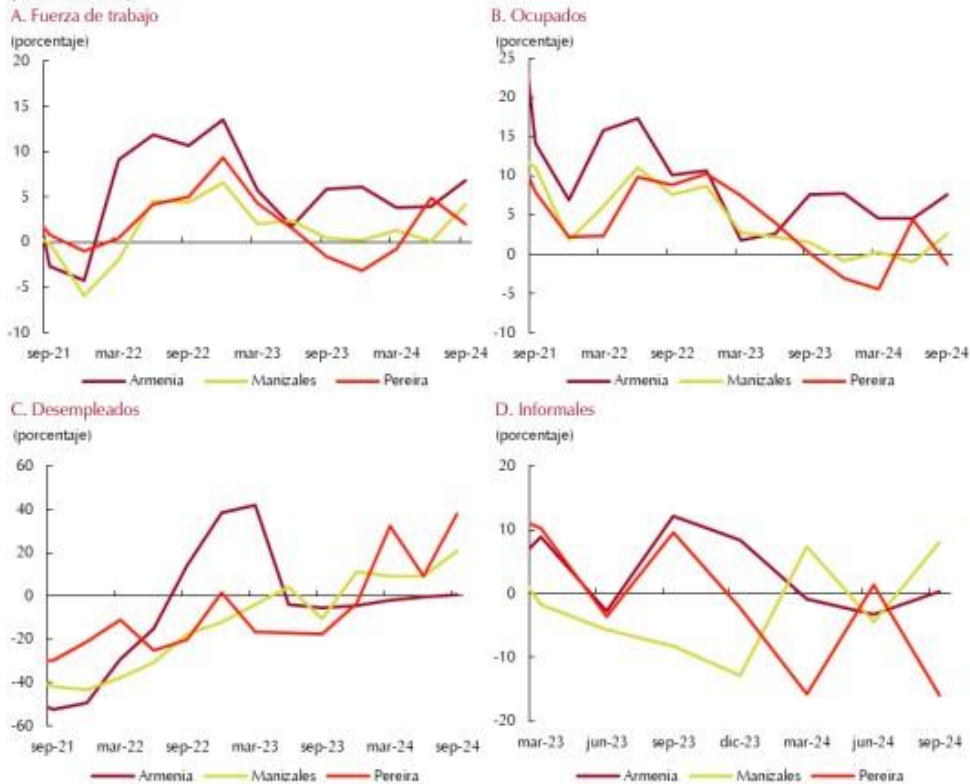 A. Fuerza de trabajo
(porcentaje)
20
15
10
5
0
-5
-10
sep-21 mar-22 sep-22 mar-23 sep-23 mar-24 sep-24
Armenia Manizales Pereira
B. Ocupados
(porcentaje)
25
20
15
10
5
0
-5
-10
sep-21 mar-22 sep-22 mar-23 sep-23 mar-24 sep-24
Armenia Manizales Pereira
C. Desempleados
(porcentaje)
60
40
20
0
-20
-40
-60
sep-21 mar-22 sep-22 mar-23 sep-23 mar-24 sep-24
Armenia Manizales Pereira
D. Informales
(porcentaje)
20
10
0
-10
-20
mar-23 jun-23 sep-23 dic-23 mar-24 jun-24 sep-24
Armenia Manizales Pereira